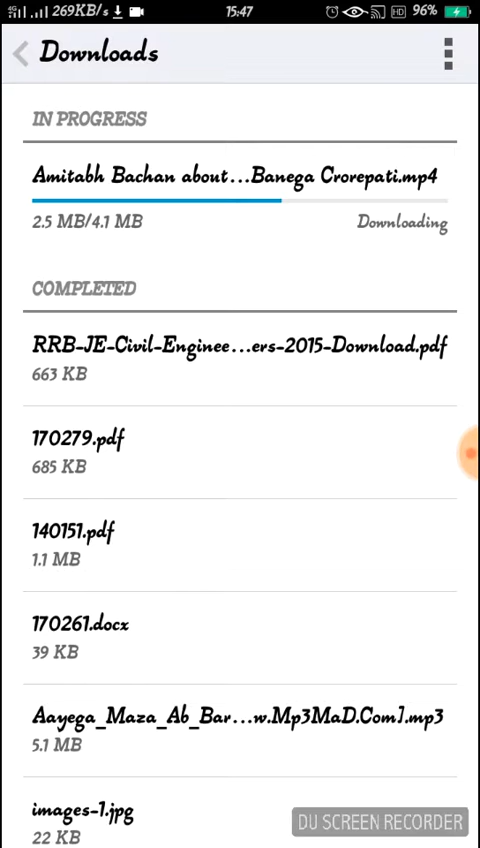 4G 269KB/s 15:47 HD 96%
Downloads
IN PROGRESS
Amitabh Bachan about...Banega Crorepati.mp4
2.5 MB/4.1 MB Downloading
COMPLETED
RRB-JE-Civil-Enginee...ers-2015-Download.pdf
663 KB
170279.pdf
685 KB
140151.pdf
1.1 MB
170261.docx
39 KB
Aayega_Maza_Ab_Bar...w.Mp3MaD.Com].mp3
5.1 MB
images-1.jpg
22 KB
DU SCREEN RECORDER